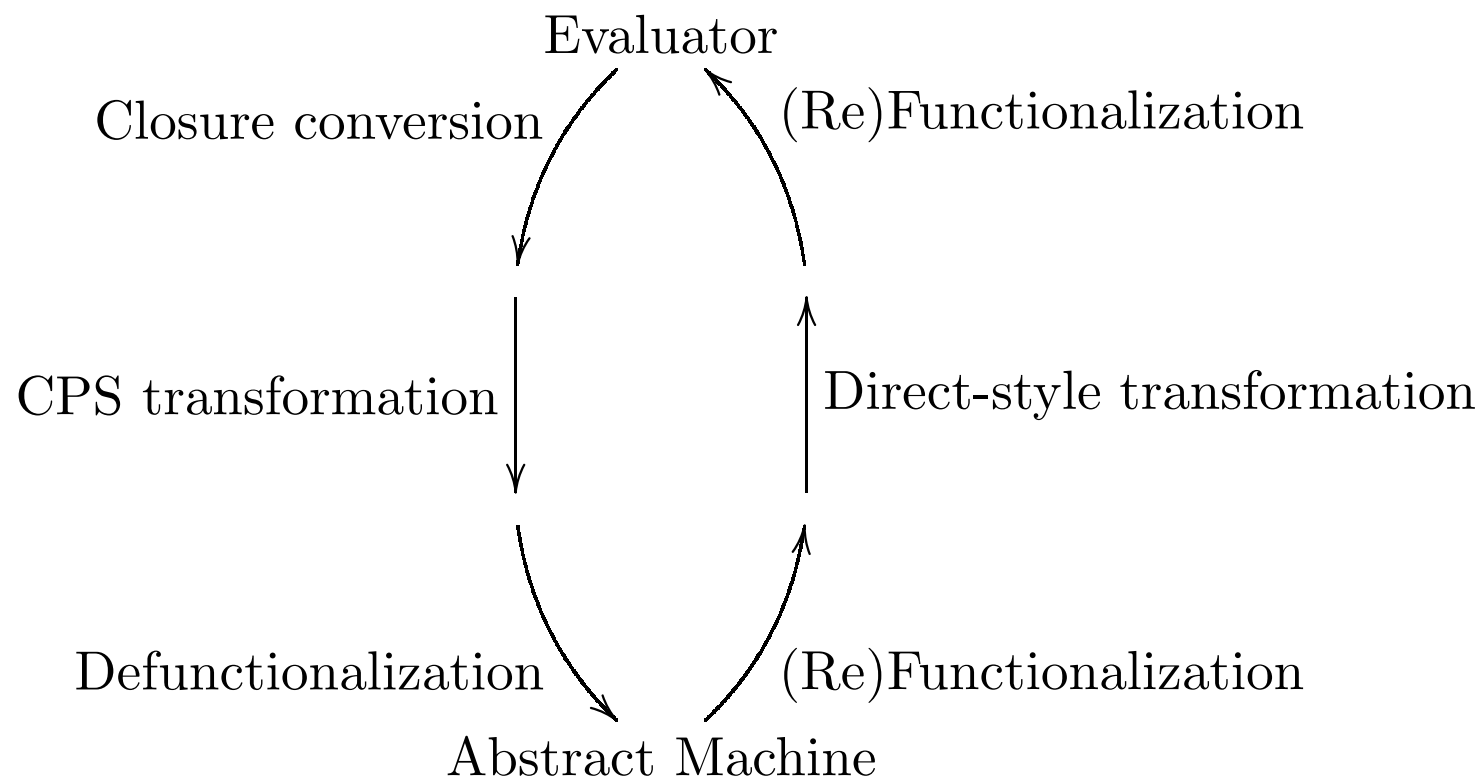 Evaluator
Closure conversion
(Re)Functionalization
CPS transformation
Direct-style transformation
Defunctionalization
(Re)Functionalization
Abstract Machine